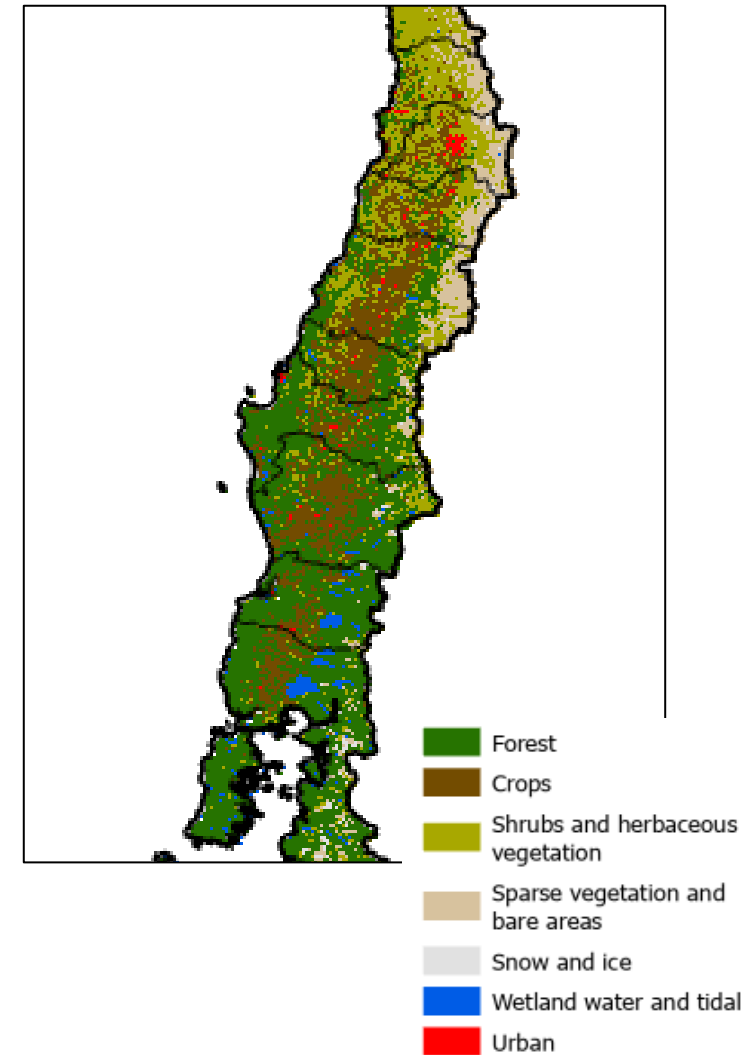 Forest
Crops
Shrubs and herbaceous
vegetation
Sparse vegetation and
bare areas
Snow and ice
Wetland water and tidal
Urban